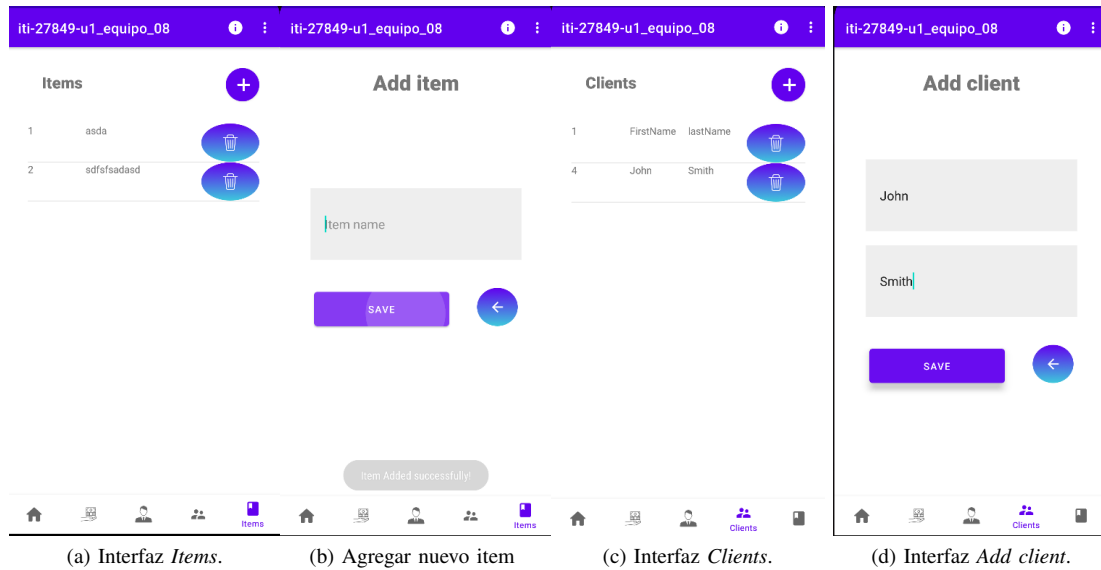 iti-27849-u1_equipo_08
Items
1 asda
2 sdfsfsadasd
Items
(a) Interfaz Items.
iti-27849-u1_equipo_08
Add item
Item name
SAVE
Item Added successfully!
Items
(b) Agregar nuevo item
iti-27849-u1_equipo_08
Clients
1 FirstName lastName
4 John Smith
Clients
(c) Interfaz Clients.
iti-27849-u1_equipo_08
Add client
John
Smith
SAVE
Clients
(d) Interfaz Add client.